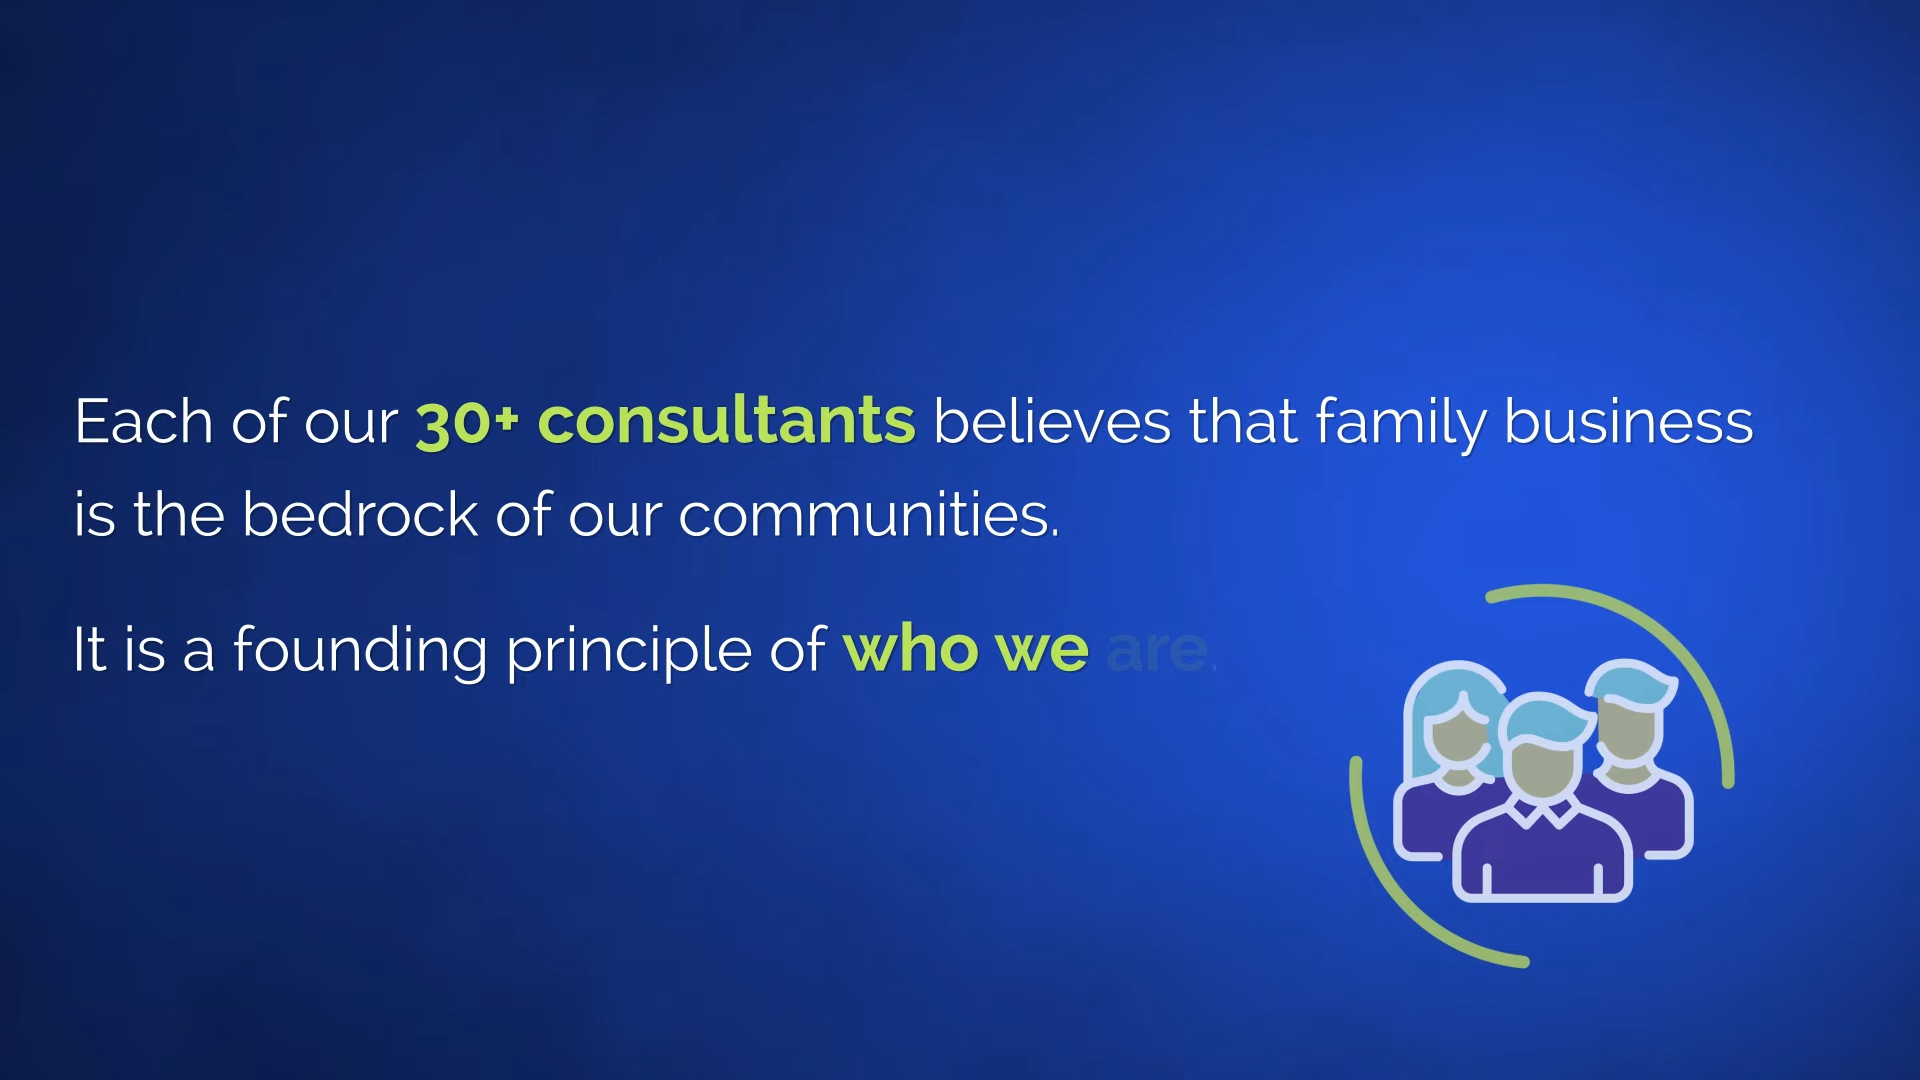 Each of our 30+ consultants believes that family business
is the bedrock of our communities.
It is a founding principle of who we are.